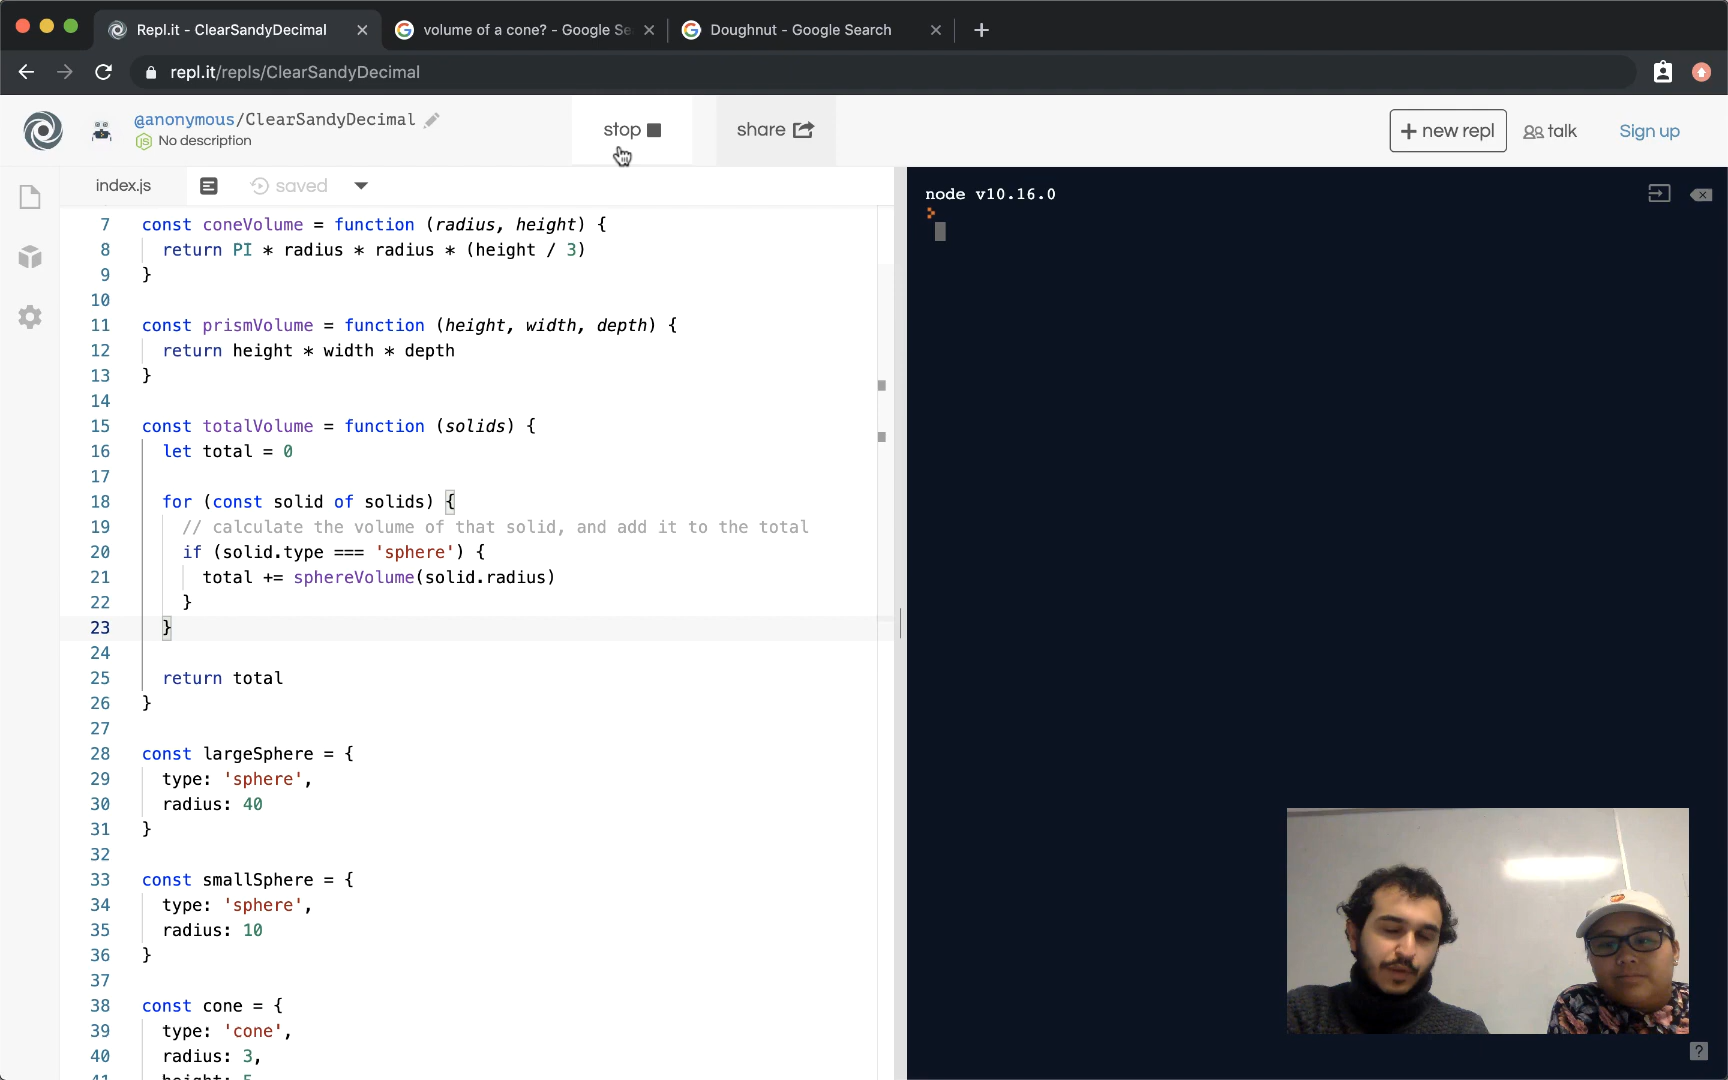 Repl.it - ClearSandyDecimal
volume of a cone? - Google Se
Doughnut - Google Search
repl.it/repls/ClearSandyDecimal
@anonymous/ClearSandyDecimal
No description
stop
share
+ new repl
talk
Sign up
index.js
saved
7 const coneVolume = function (radius, height) {
8 return PI * radius * radius * (height / 3)
9 }
10
11 const prismVolume = function (height, width, depth) {
12 return height * width * depth
13 }
14
15 const totalVolume = function (solids) {
16 let total = 0
17
18 for (const solid of solids) {
19 // calculate the volume of that solid, and add it to the total
20 if (solid.type === 'sphere') {
21 total += sphereVolume(solid.radius)
22 }
23 }
24
25 return total
26 }
27
28 const largeSphere = {
29 type: 'sphere',
30 radius: 40
31 }
32
33 const smallSphere = {
34 type: 'sphere',
35 radius: 10
36 }
37
38 const cone = {
39 type: 'cone',
40 radius: 3,
41 height: 5
node v10.16.0
?